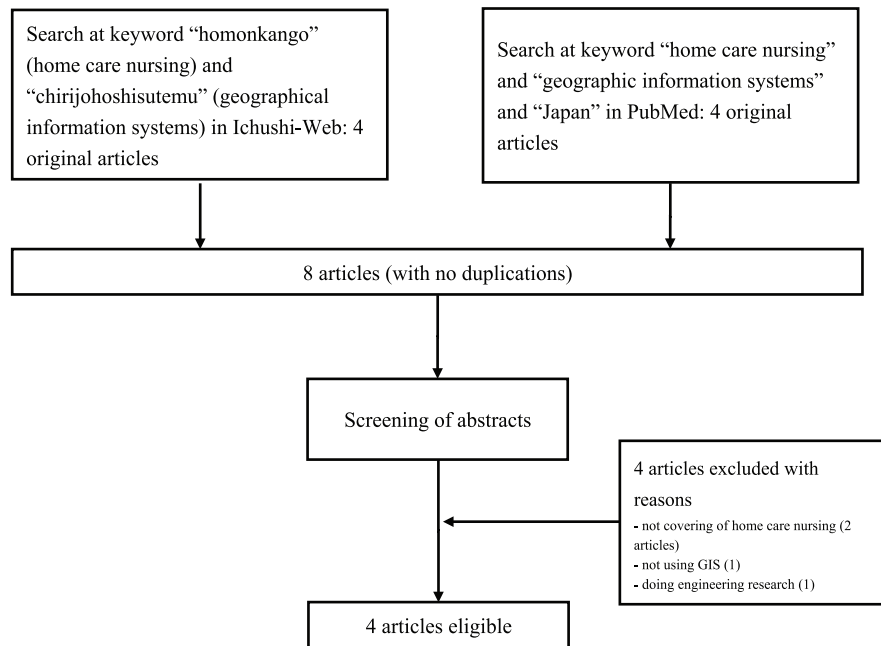 Search at keyword “homonkango”
(home care nursing) and
“chirijohoshisutemu” (geographical
information systems) in Ichushi-Web: 4
original articles
Search at keyword “home care nursing”
and “geographic information systems”
and “Japan” in PubMed: 4 original
articles
8 articles (with no duplications)
Screening of abstracts
4 articles excluded with
reasons
- not covering of home care nursing (2
articles)
- not using GIS (1)
- doing engineering research (1)
4 articles eligible